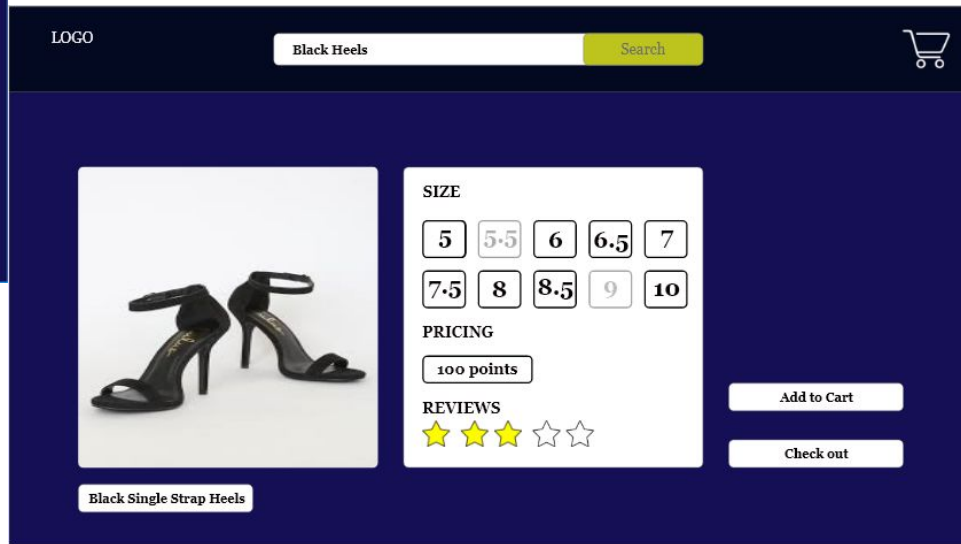 LOGO
Black Heels
Search
SIZE
5 5.5 6 6.5 7
7.5 8 8.5 9 10
PRICING
100 points
REVIEWS
Add to Cart
Check out
Black Single Strap Heels